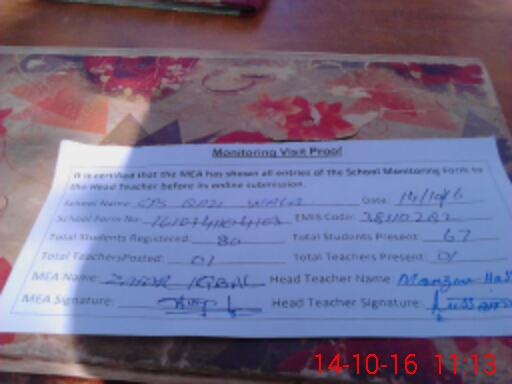 Monitoring Visit Proof
It is certified that the MEA has shown all entries of the School Monitoring Form to
the Head Teacher before its online submission.
School Name: GPS QAZI WALA Date: 14/10/16
School Form No: EMIS Code:
Total Students Registered: 80 Total Students Present: 67
Total TeachersPosted: 01 Total Teachers Present: 01
MEA Name: ZAFAR IQBAL Head Teacher Name: Manzoor
MEA Signature: Head Teacher Signature:
14-10-16 11:13